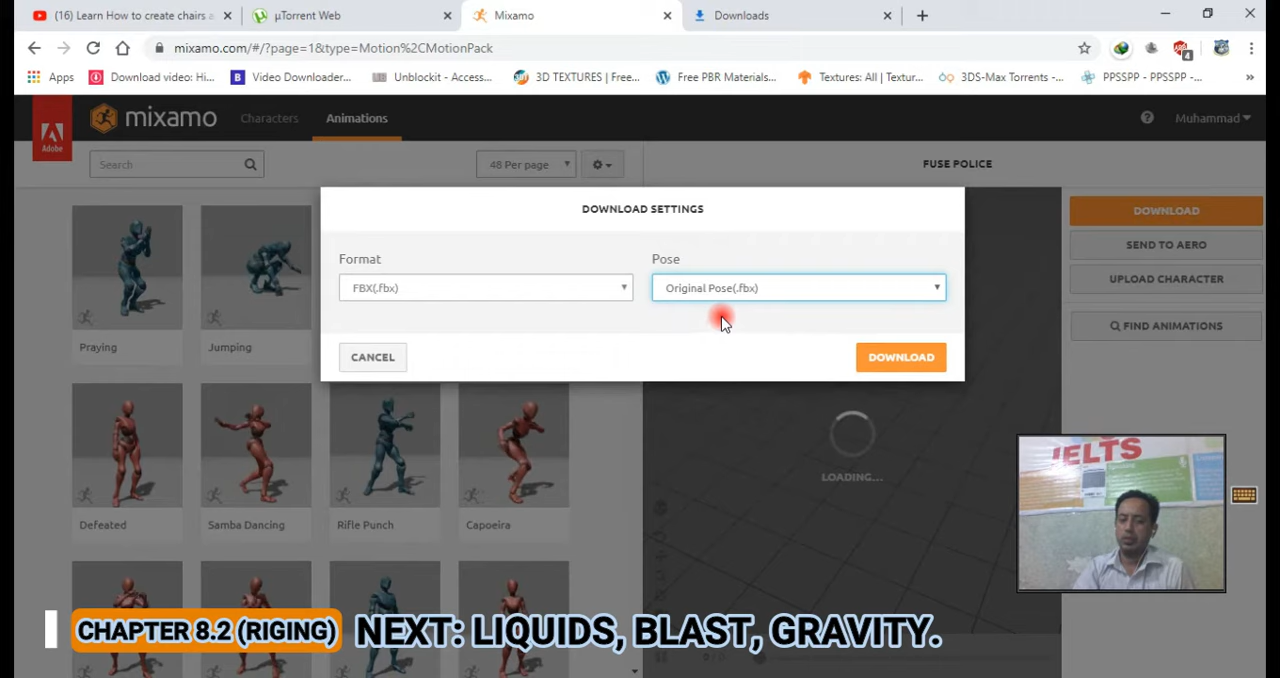 (16) Learn How to create chairs a
µTorrent Web
Mixamo
Downloads
mixamo.com/#/?page=1&type=Motion%2CMotionPack
4
Apps
Download video: Hi...
Video Downloader...
Unblockit - Access...
3D TEXTURES | Free...
Free PBR Materials...
Textures: All | Textur...
3DS-Max Torrents -...
PPSSPP - PPSSPP -...
Adobe
mixamo
Characters
Animations
Muhammad
Search
48 Per page
FUSE POLICE
DOWNLOAD SETTINGS
Format
Pose
FBX(.fbx)
Original Pose(.fbx)
CANCEL
DOWNLOAD
DOWNLOAD
SEND TO AERO
UPLOAD CHARACTER
FIND ANIMATIONS
Praying
Jumping
LOADING...
Defeated
Samba Dancing
Rifle Punch
Capoeira
IELTS
CHAPTER 8.2 (RIGING)
NEXT: LIQUIDS, BLAST, GRAVITY.